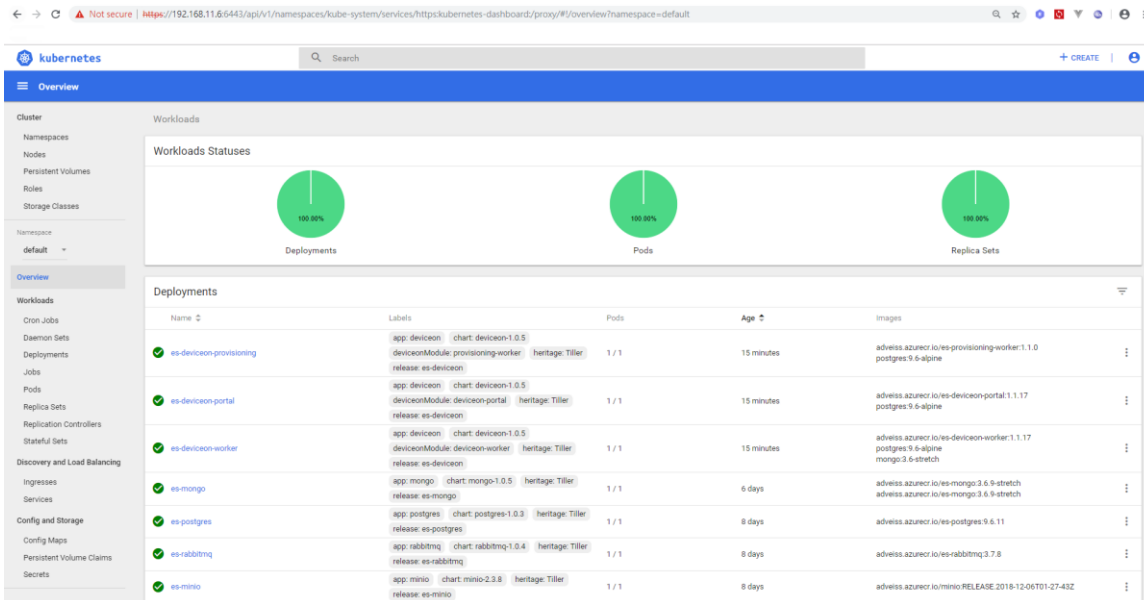 Not secure | https://192.168.11.6:6443/api/v1/namespaces/kube-system/services/https:kubernetes-dashboard:/proxy/#!/overview?namespace=default
kubernetes
Search
+ CREATE |
Overview
Cluster
Namespaces
Nodes
Persistent Volumes
Roles
Storage Classes
Namespace
default
Overview
Workloads
Cron Jobs
Daemon Sets
Deployments
Jobs
Pods
Replica Sets
Replication Controllers
Stateful Sets
Discovery and Load Balancing
Ingresses
Services
Config and Storage
Config Maps
Persistent Volume Claims
Secrets
Workloads
Workloads Statuses
100.00% 100.00% 100.00%
Deployments Pods Replica Sets
Deployments
Name Labels Pods Age Images
es-deviceon-provisioning
app: deviceon chart: deviceon-1.0.5
deviceonModule: provisioning-worker heritage: Tiller
release: es-deviceon
1 / 1
15 minutes
adveiss.azurecr.io/es-provisioning-worker:1.1.0
postgres:9.6-alpine
es-deviceon-portal
app: deviceon chart: deviceon-1.0.5
deviceonModule: deviceon-portal heritage: Tiller
release: es-deviceon
1 / 1
15 minutes
adveiss.azurecr.io/es-deviceon-portal:1.1.17
postgres:9.6-alpine
es-deviceon-worker
app: deviceon chart: deviceon-1.0.5
deviceonModule: deviceon-worker heritage: Tiller
release: es-deviceon
1 / 1
15 minutes
adveiss.azurecr.io/es-deviceon-worker:1.1.17
postgres:9.6-alpine
mongo:3.6-stretch
es-mongo
app: mongo chart: mongo-1.0.5 heritage: Tiller
release: es-mongo
1 / 1
6 days
adveiss.azurecr.io/es-mongo:3.6.9-stretch
adveiss.azurecr.io/es-mongo:3.6.9-stretch
es-postgres
app: postgres chart: postgres-1.0.3 heritage: Tiller
release: es-postgres
1 / 1
8 days
adveiss.azurecr.io/es-postgres:9.6.11
es-rabbitmq
app: rabbitmq chart: rabbitmq-1.0.4 heritage: Tiller
release: es-rabbitmq
1 / 1
8 days
adveiss.azurecr.io/es-rabbitmq:3.7.8
es-minio
app: minio chart: minio-2.3.8 heritage: Tiller
release: es-minio
1 / 1
8 days
adveiss.azurecr.io/minio:RELEASE.2018-12-06T01-27-43Z